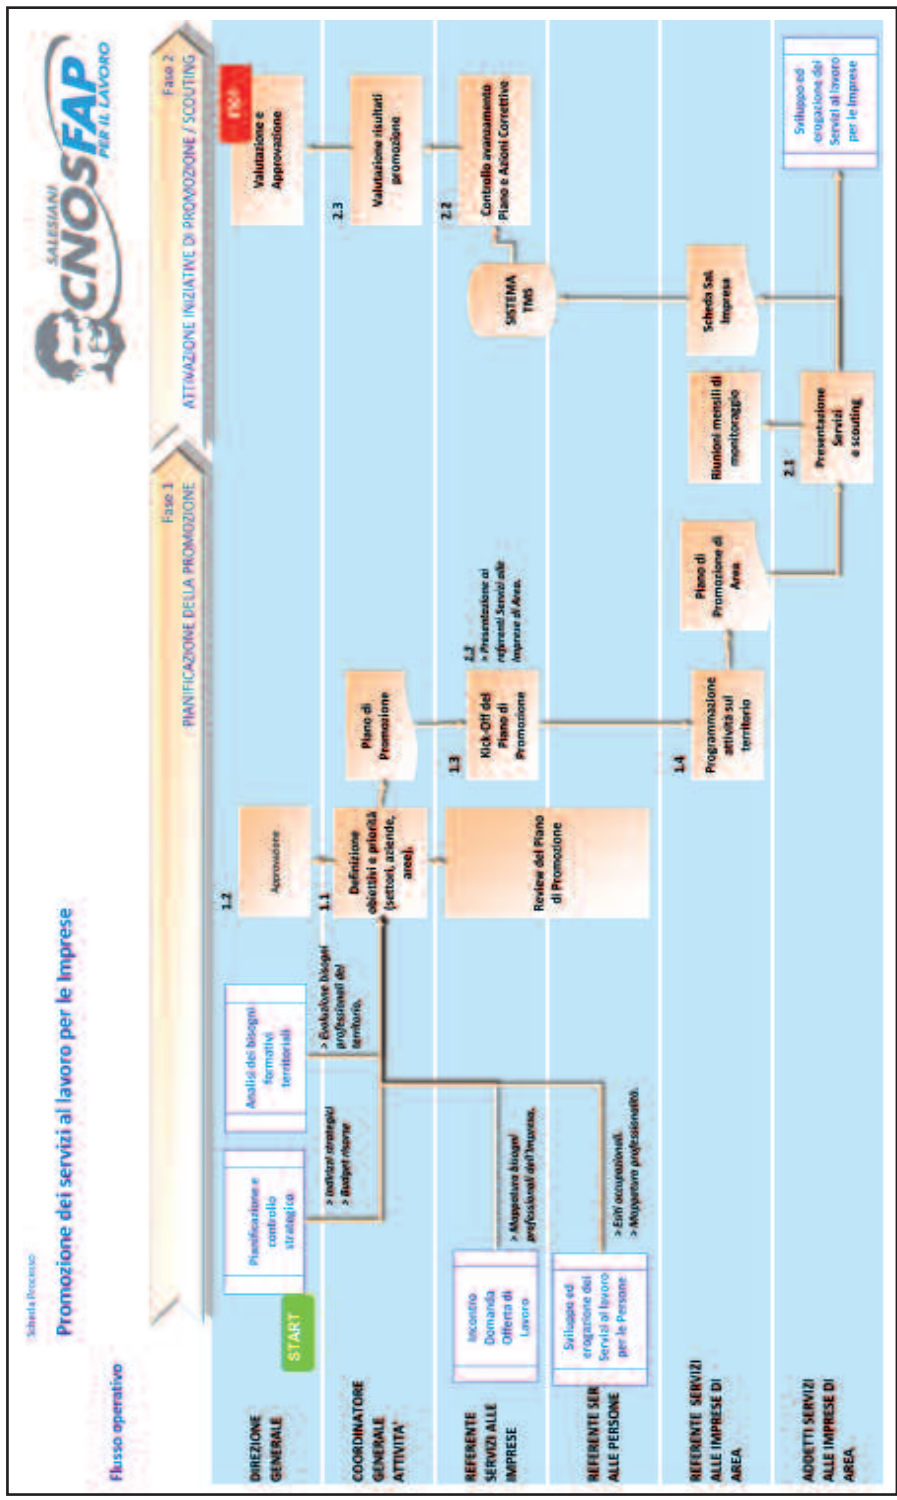 Scheda Processo
Promozione dei servizi al lavoro per le Imprese
Flusso operativo
SALESIANI
CNOSFAP
PER IL LAVORO
Fase 1
PIANIFICAZIONE DELLA PROMOZIONE
Fase 2
ATTIVAZIONE INIZIATIVE DI PROMOZIONE / SCOUTING
DIREZIONE
GENERALE
START
Pianificazione e
controllo
strategico
Analisi dei bisogni
formativi
territoriali
1.2
Approvazione
Valutazione e
Approvazione
COORDINATORE
GENERALE
ATTIVITA'
> Indirizzi strategici
> Budget risorse
> Evoluzione bisogni
professionali del
territorio.
1.1
Definizione
obiettivi e priorità
(settori, aziende,
aree).
Piano di
Promozione
2.3
Valutazione risultati
promozione
REFERENTE
SERVIZI ALLE
IMPRESE
Incontro
Domanda
Offerta di
Lavoro
> Mappatura bisogni
professionali dell'Impresa.
Review del Piano
di Promozione
1.3
Kick-Off del
Piano di
Promozione
> Presentazione ai
referenti Servizi alle
Imprese di Area.
SISTEMA
TMS
2.2
Controllo avanzamento
Piano e Azioni Correttive
REFERENTE SER
ALLE PERSONE
Sviluppo ed
erogazione dei
Servizi al lavoro
per le Persone
> Esiti occupazionali.
> Mappatura professionalità.
REFERENTE SERVIZI
ALLE IMPRESE DI
AREA
1.4
Programmazione
attività sul
territorio
Piano di
Promozione di
Area
Riunioni mensili di
monitoraggio
Scheda Sal
Impresa
ADDETTI SERVIZI
ALLE IMPRESE DI
AREA
2.1
Presentazione
Servizi
e scouting
Sviluppo ed
erogazione dei
Servizi al lavoro
per le Imprese